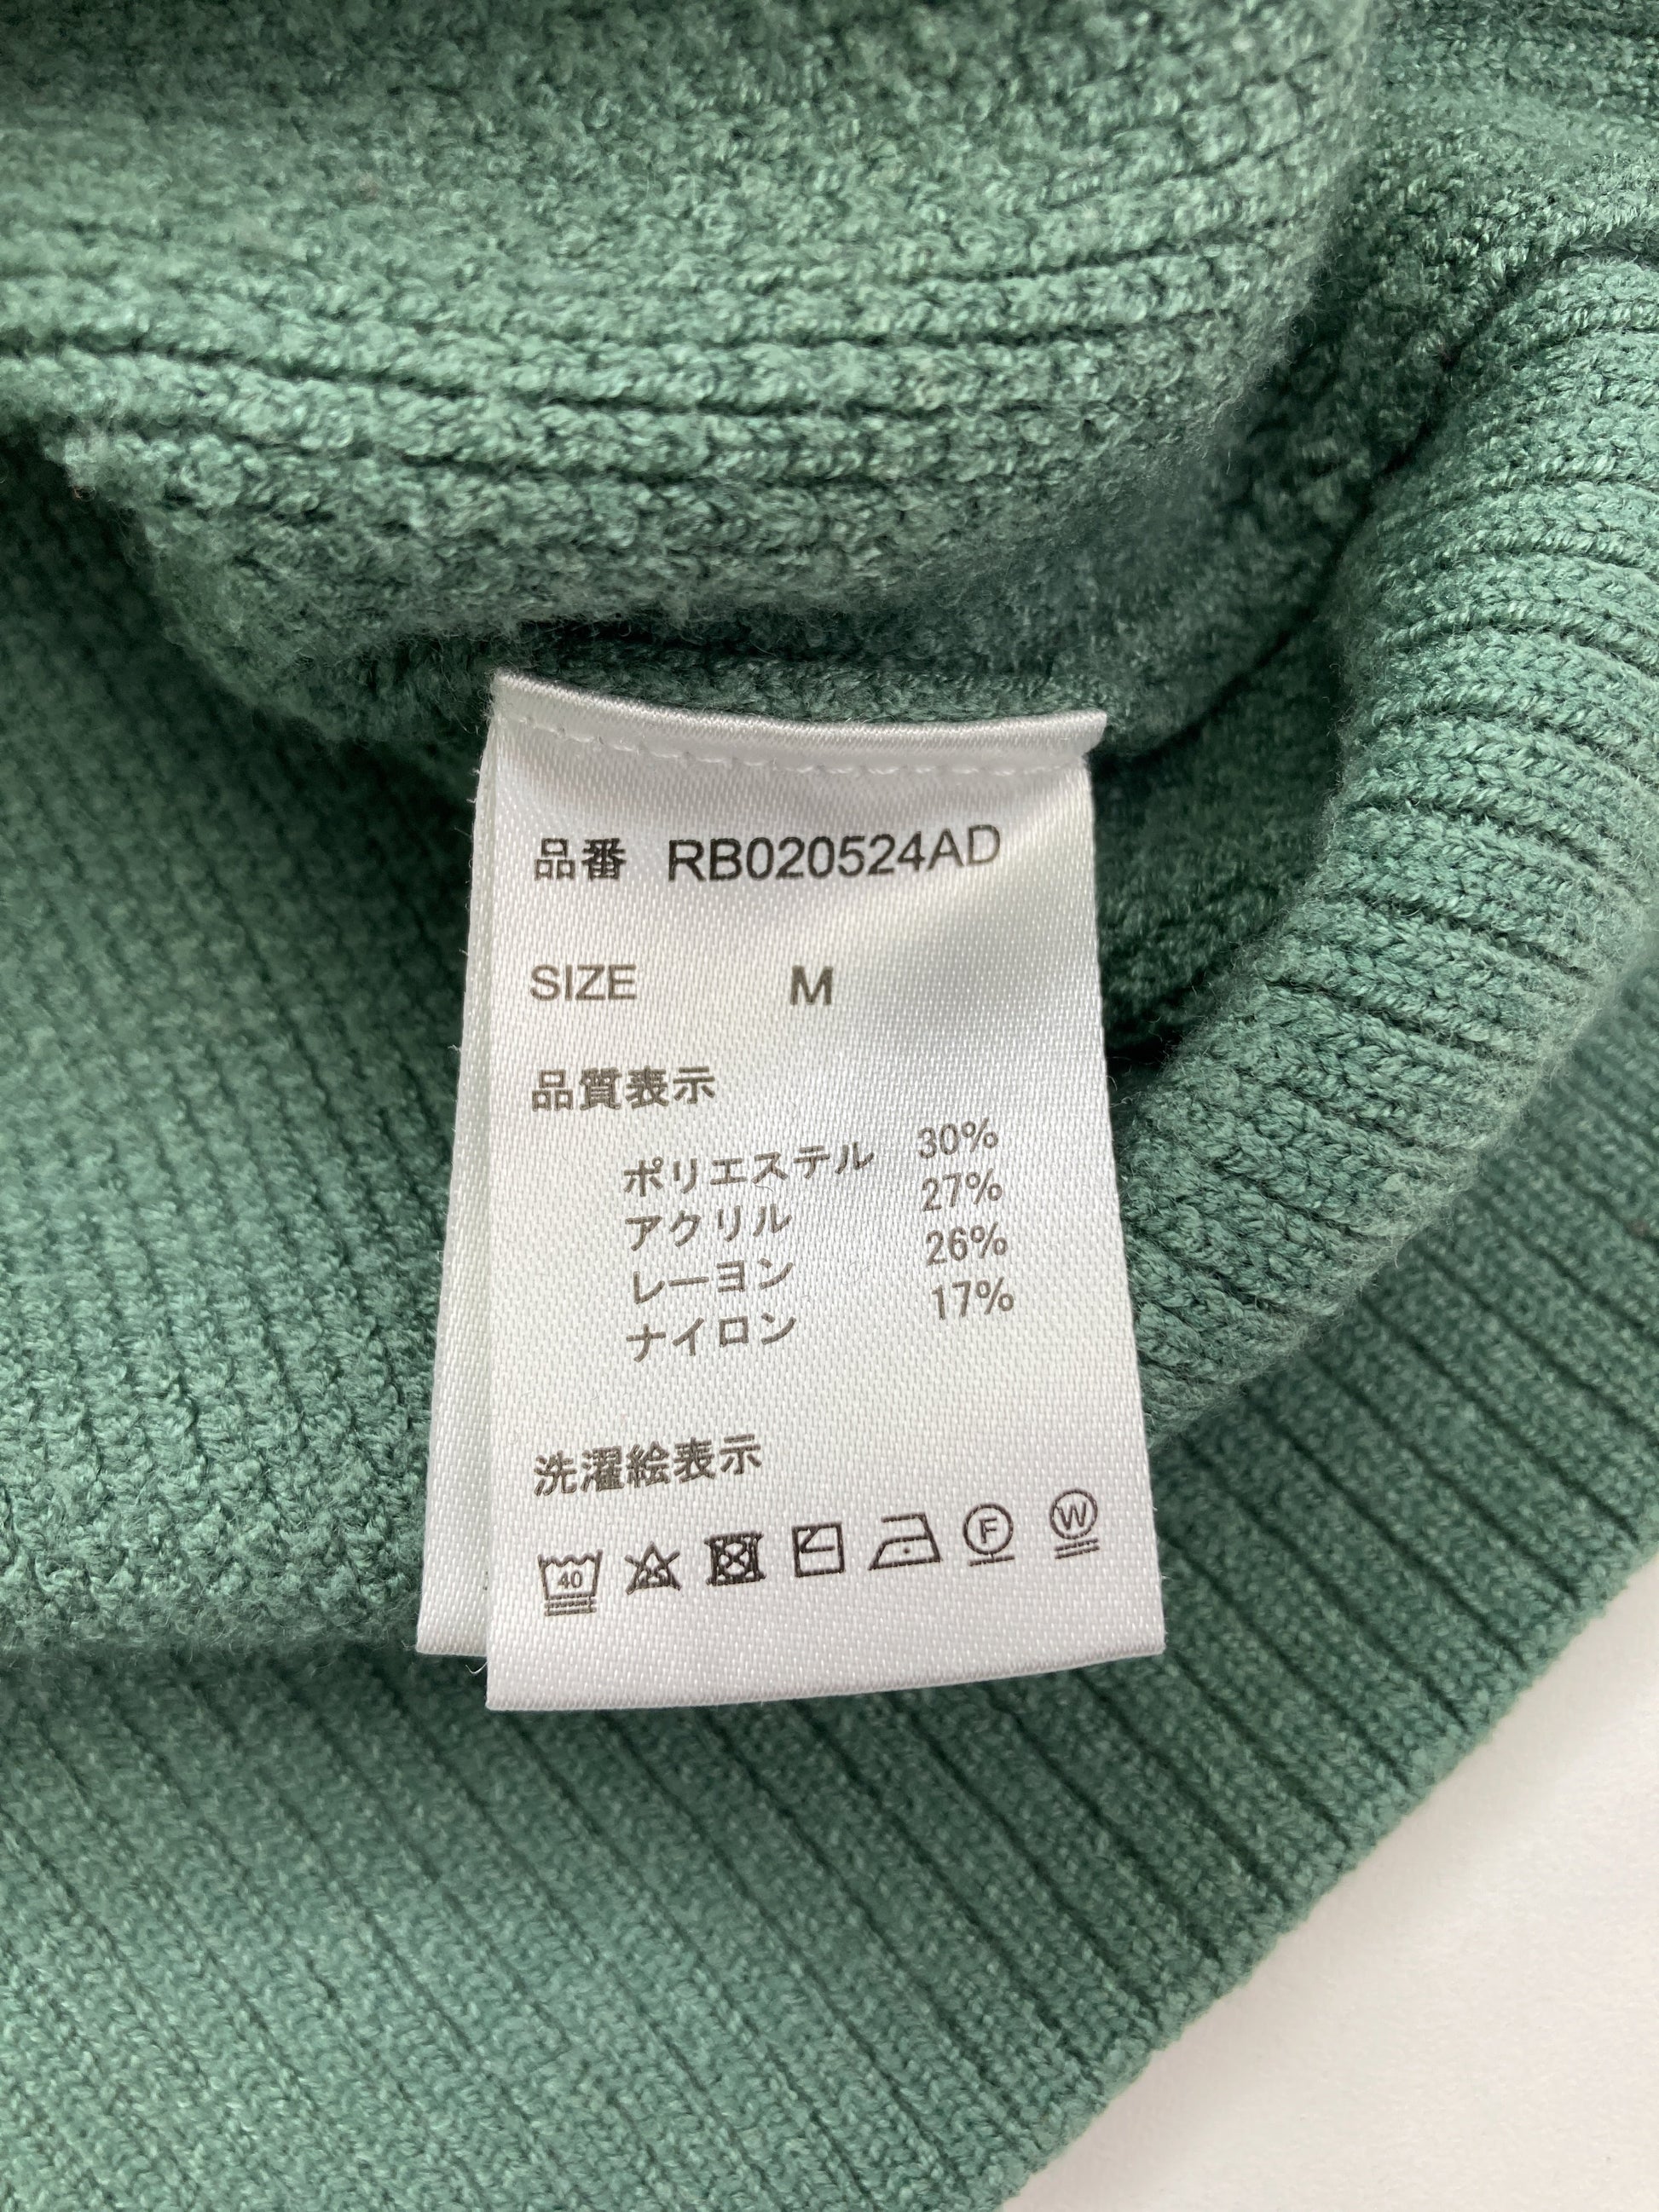 品番 RB020524AD
SIZE M
品質表示
ポリエステル 30%
アクリル 27%
レーヨン 26%
ナイロン 17%
洗濯絵表示
40 F W